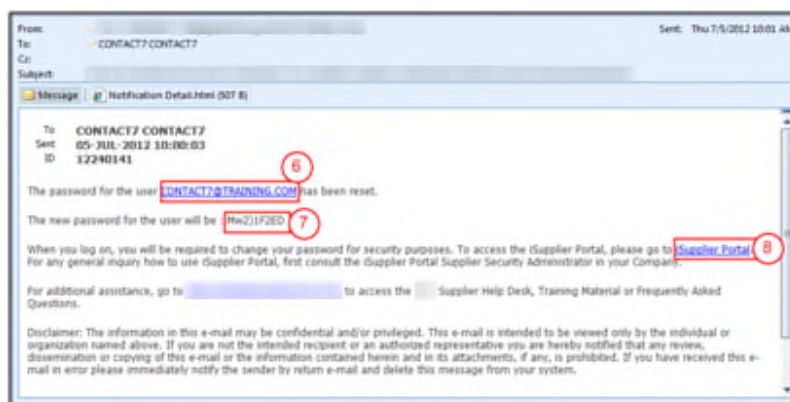 From: Sent: Thu 7/5/2012 10:01 AM
To: CONTACT7 CONTACT7
Cc:
Subject:
Message Notification Detail.html (507 B)
To CONTACT7 CONTACT7
Sent 05-JUL-2012 10:00:03
ID 12240141
6
The password for the user CONTACT7@TRAINING.COM has been reset.
The new password for the user will be : Mw2)1F2ED 7
When you log on, you will be required to change your password for security purposes. To access the iSupplier Portal, please go to iSupplier Portal 8
For any general inquiry how to use iSupplier Portal, first consult the iSupplier Portal Supplier Security Administrator in your Company.
For additional assistance, go to to access the Supplier Help Desk, Training Material or Frequently Asked
Questions.
Disclaimer: The information in this e-mail may be confidential and/or privileged. This e-mail is intended to be viewed only by the individual or
organization named above. If you are not the intended recipient or an authorized representative you are hereby notified that any review,
dissemination or copying of this e-mail or the information contained herein and in its attachments, if any, is prohibited. If you have received this e-
mail in error please immediately notify the sender by return e-mail and delete this message from your system.